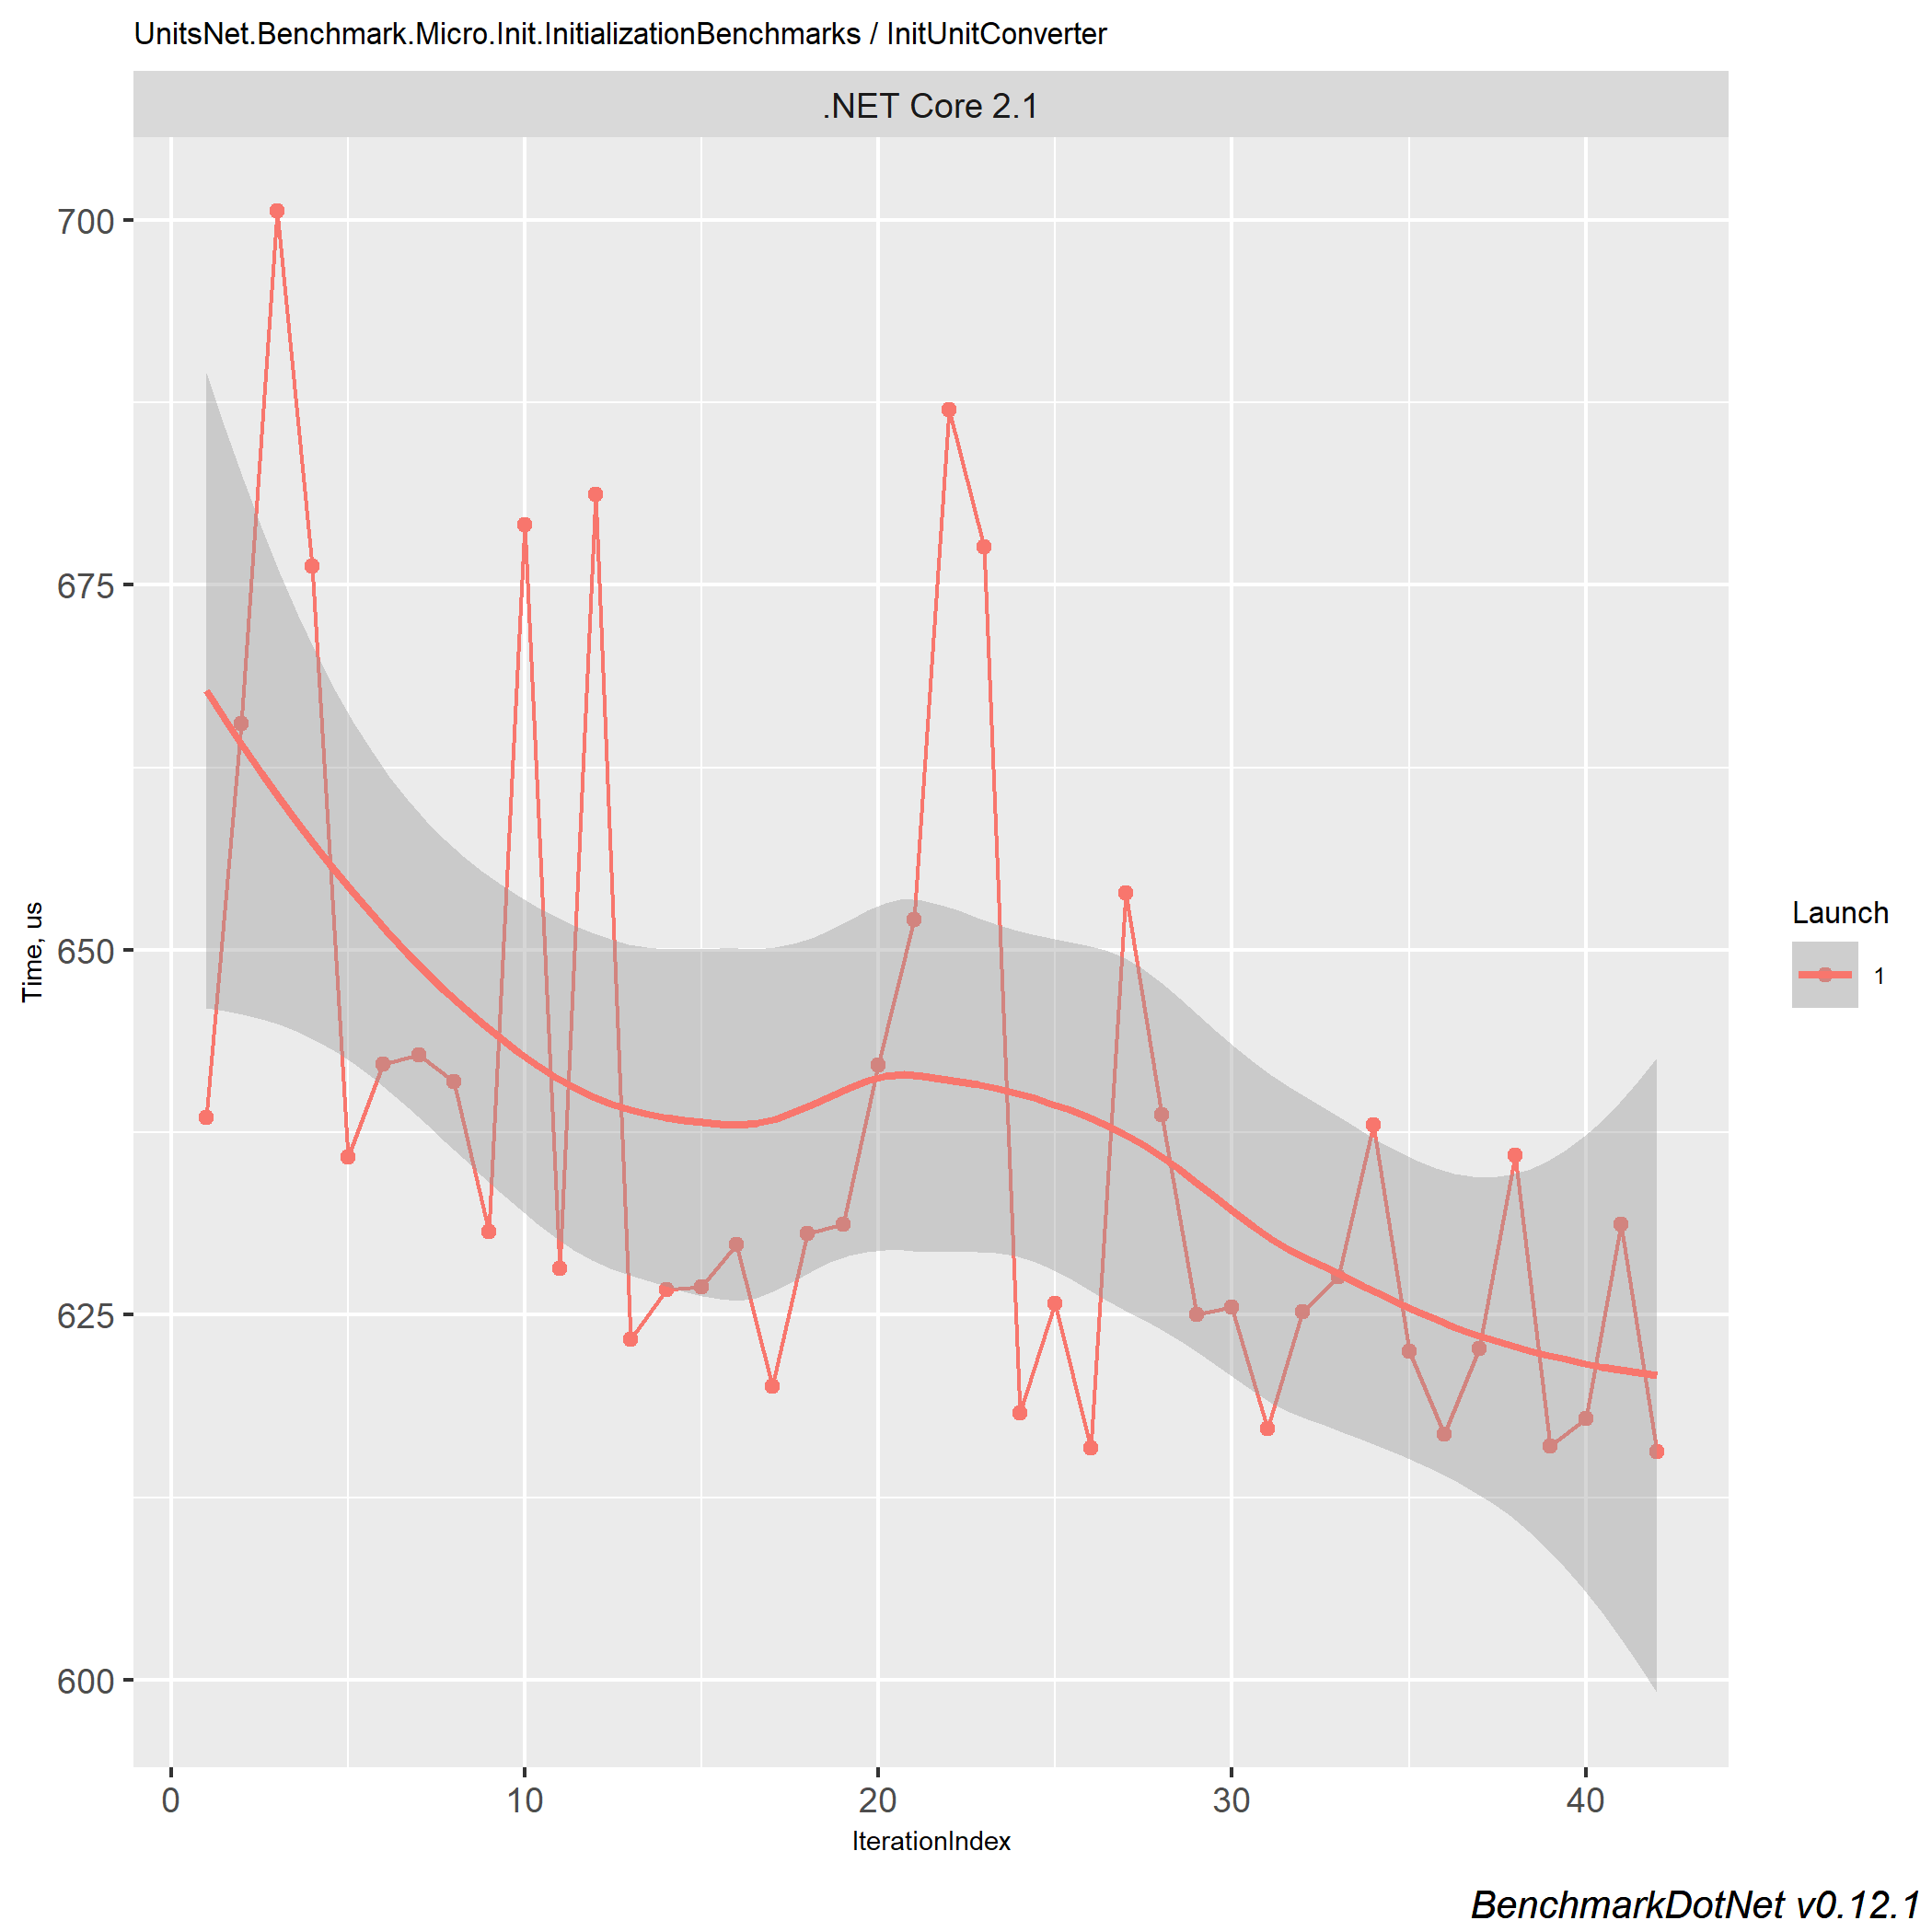 UnitsNet.Benchmark.Micro.Init.InitializationBenchmarks / InitUnitConverter
.NET Core 2.1
700
675
650
625
600
Time, us
0 10 20 30 40
IterationIndex
Launch
1
BenchmarkDotNet v0.12.1